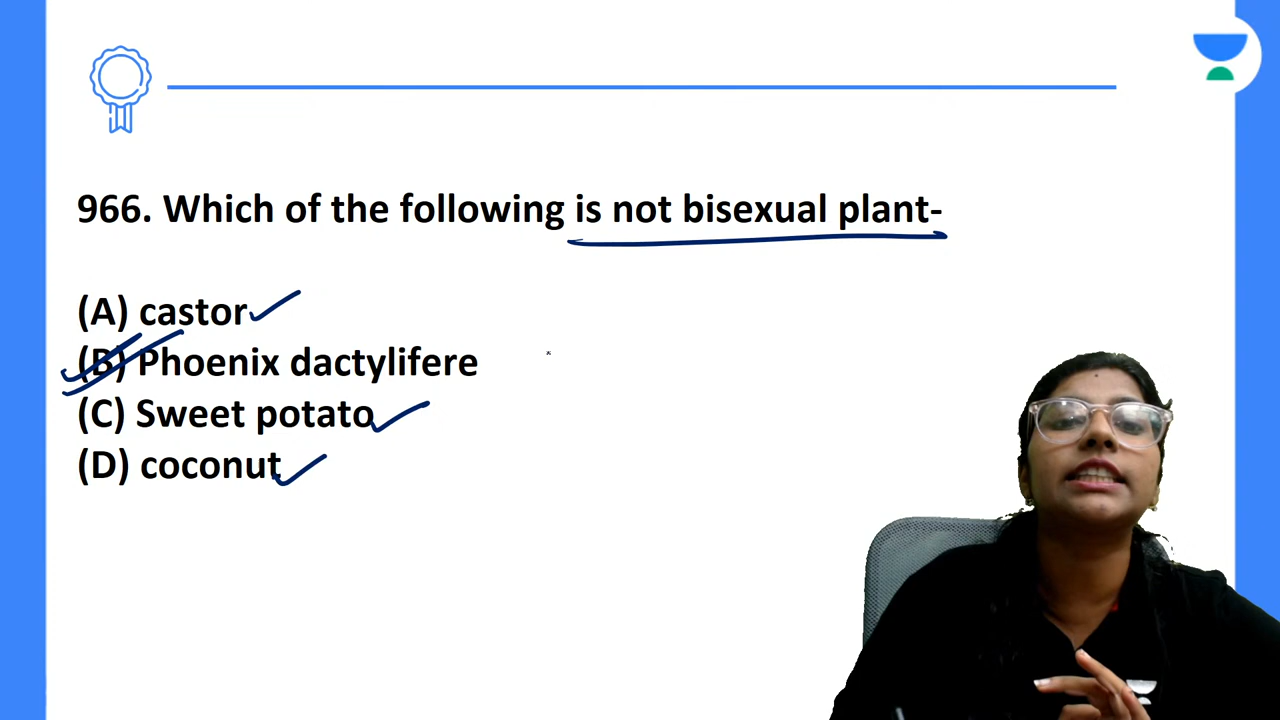 966. Which of the following is not bisexual plant-
(A) castor
(B) Phoenix dactylifere
(C) Sweet potato
(D) coconut